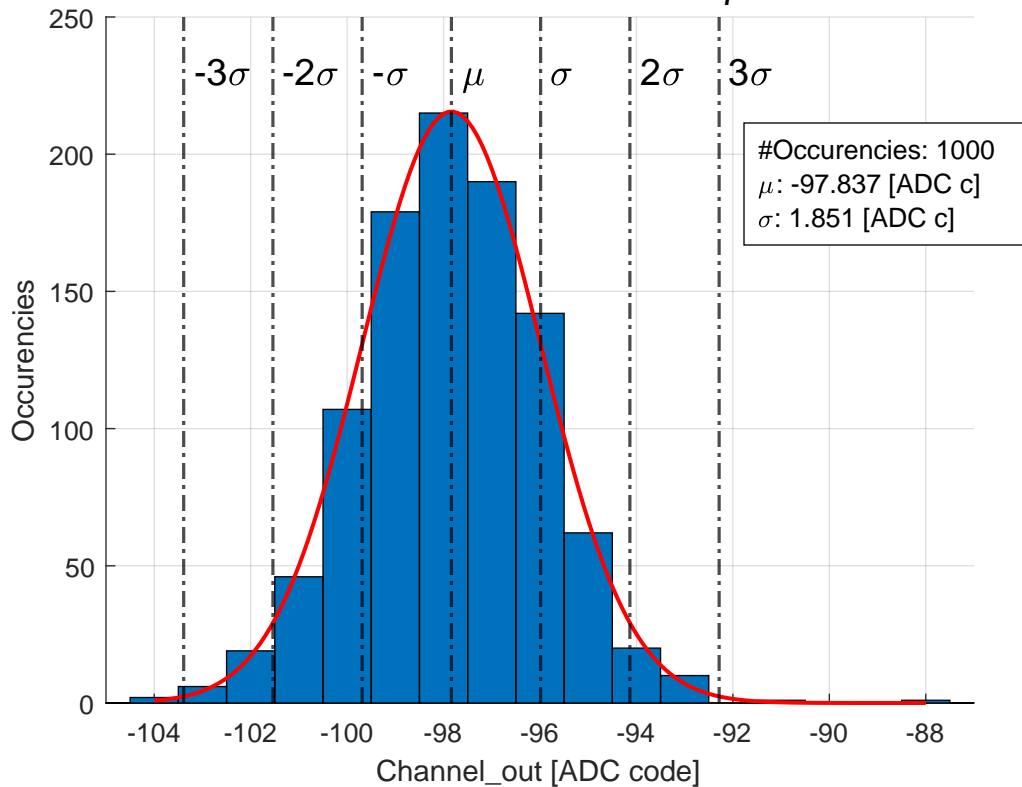 250
200
150
100
50
0
-3σ -2σ -σ μ σ 2σ 3σ
#Occurencies: 1000
μ: -97.837 [ADC c]
σ: 1.851 [ADC c]
Occurencies
-104 -102 -100 -98 -96 -94 -92 -90 -88
Channel_out [ADC code]